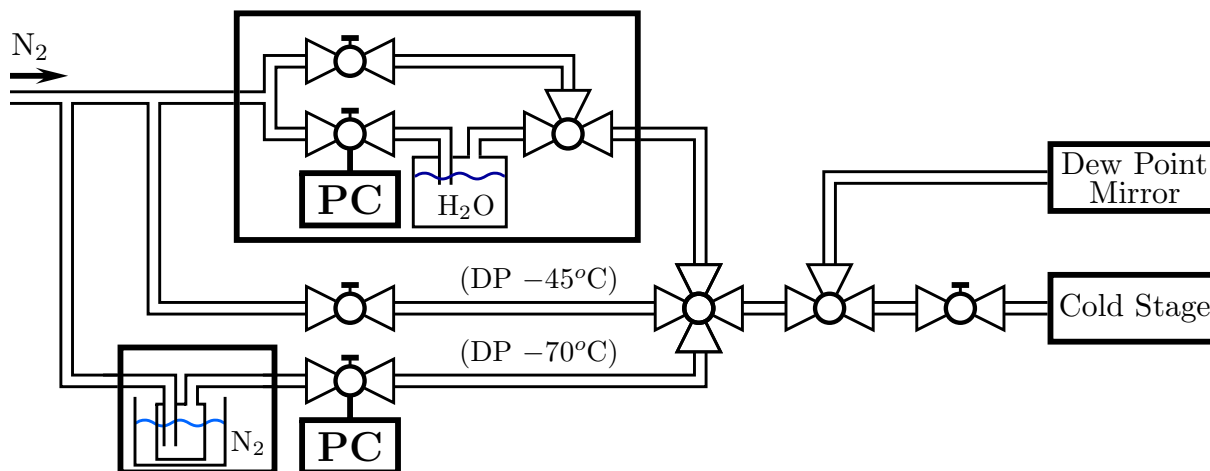 N₂
PC
H₂O
Dew Point
Mirror
(DP −45°C)
Cold Stage
(DP −70°C)
N₂
PC